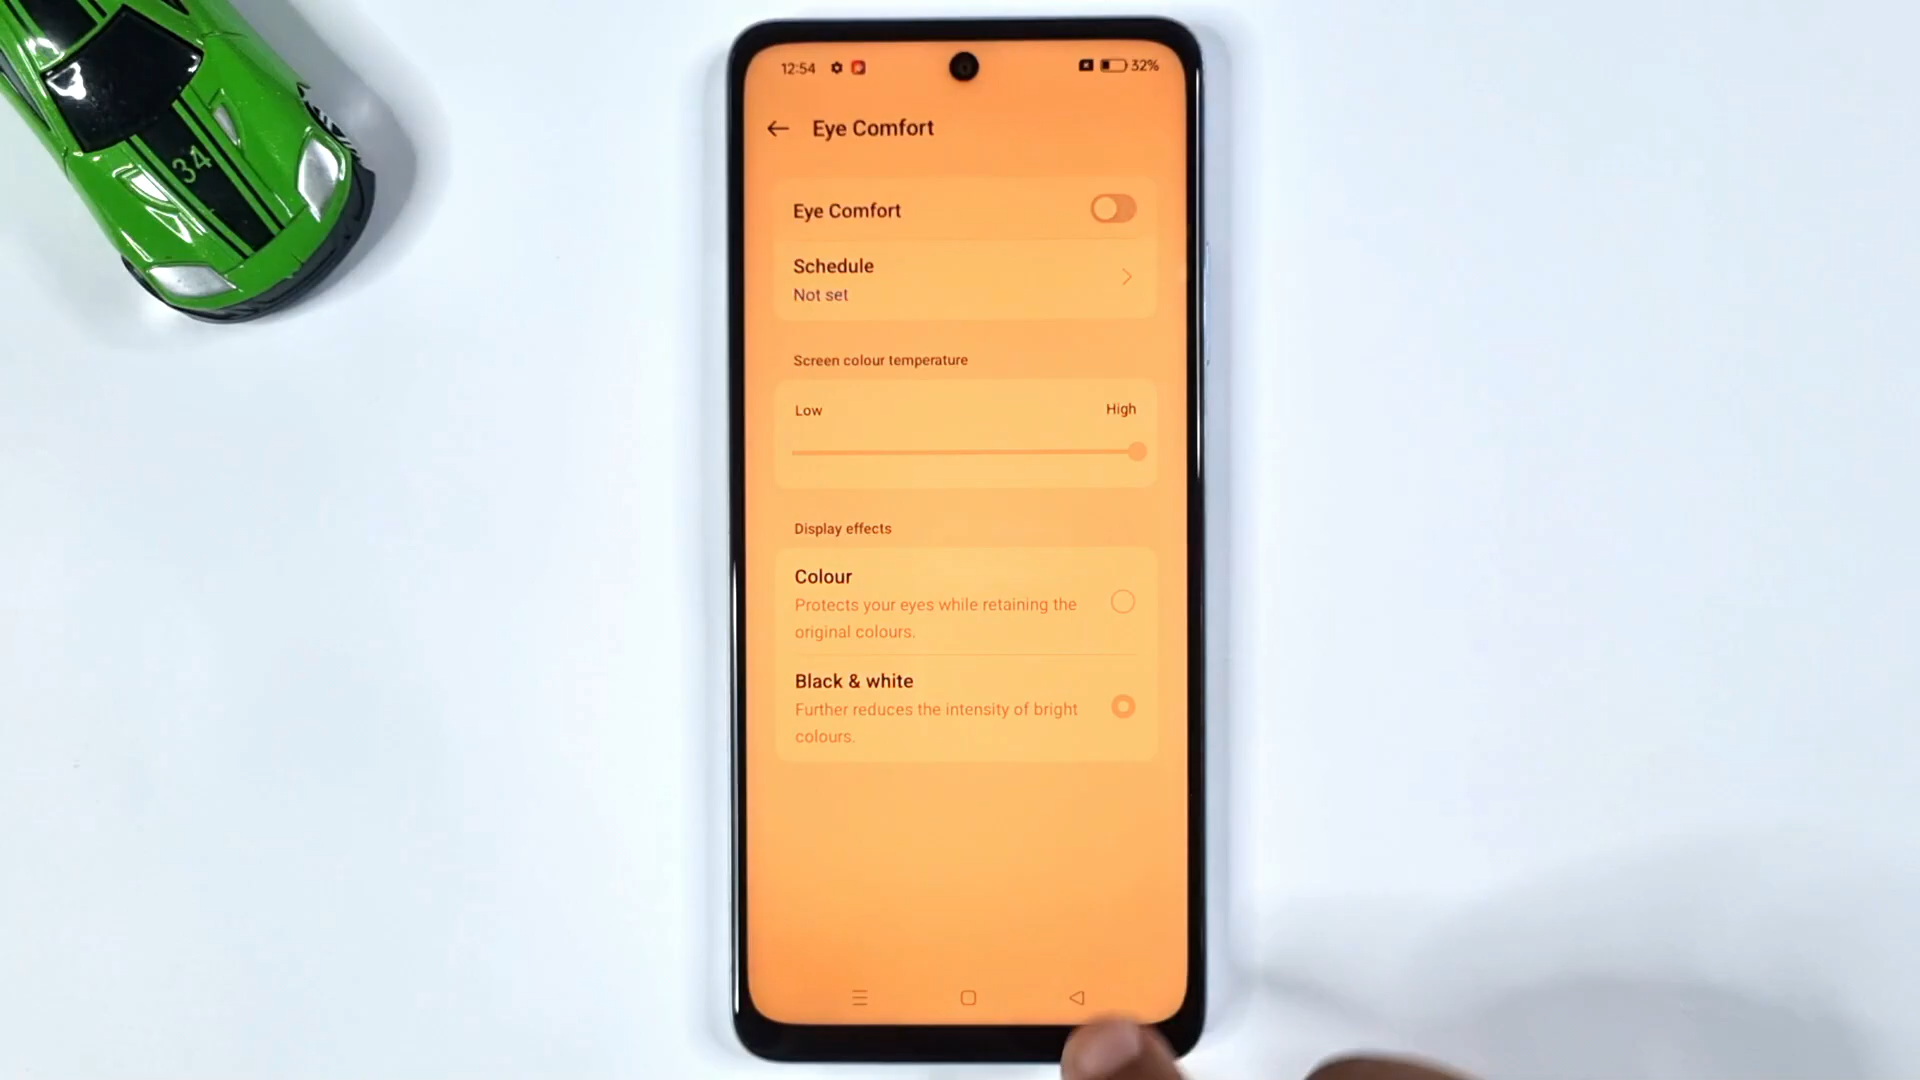 34
12:54 32%
Eye Comfort
Eye Comfort
Schedule
Not set
Screen colour temperature
Low High
Display effects
Colour
Protects your eyes while retaining the
original colours.
Black & white
Further reduces the intensity of bright
colours.